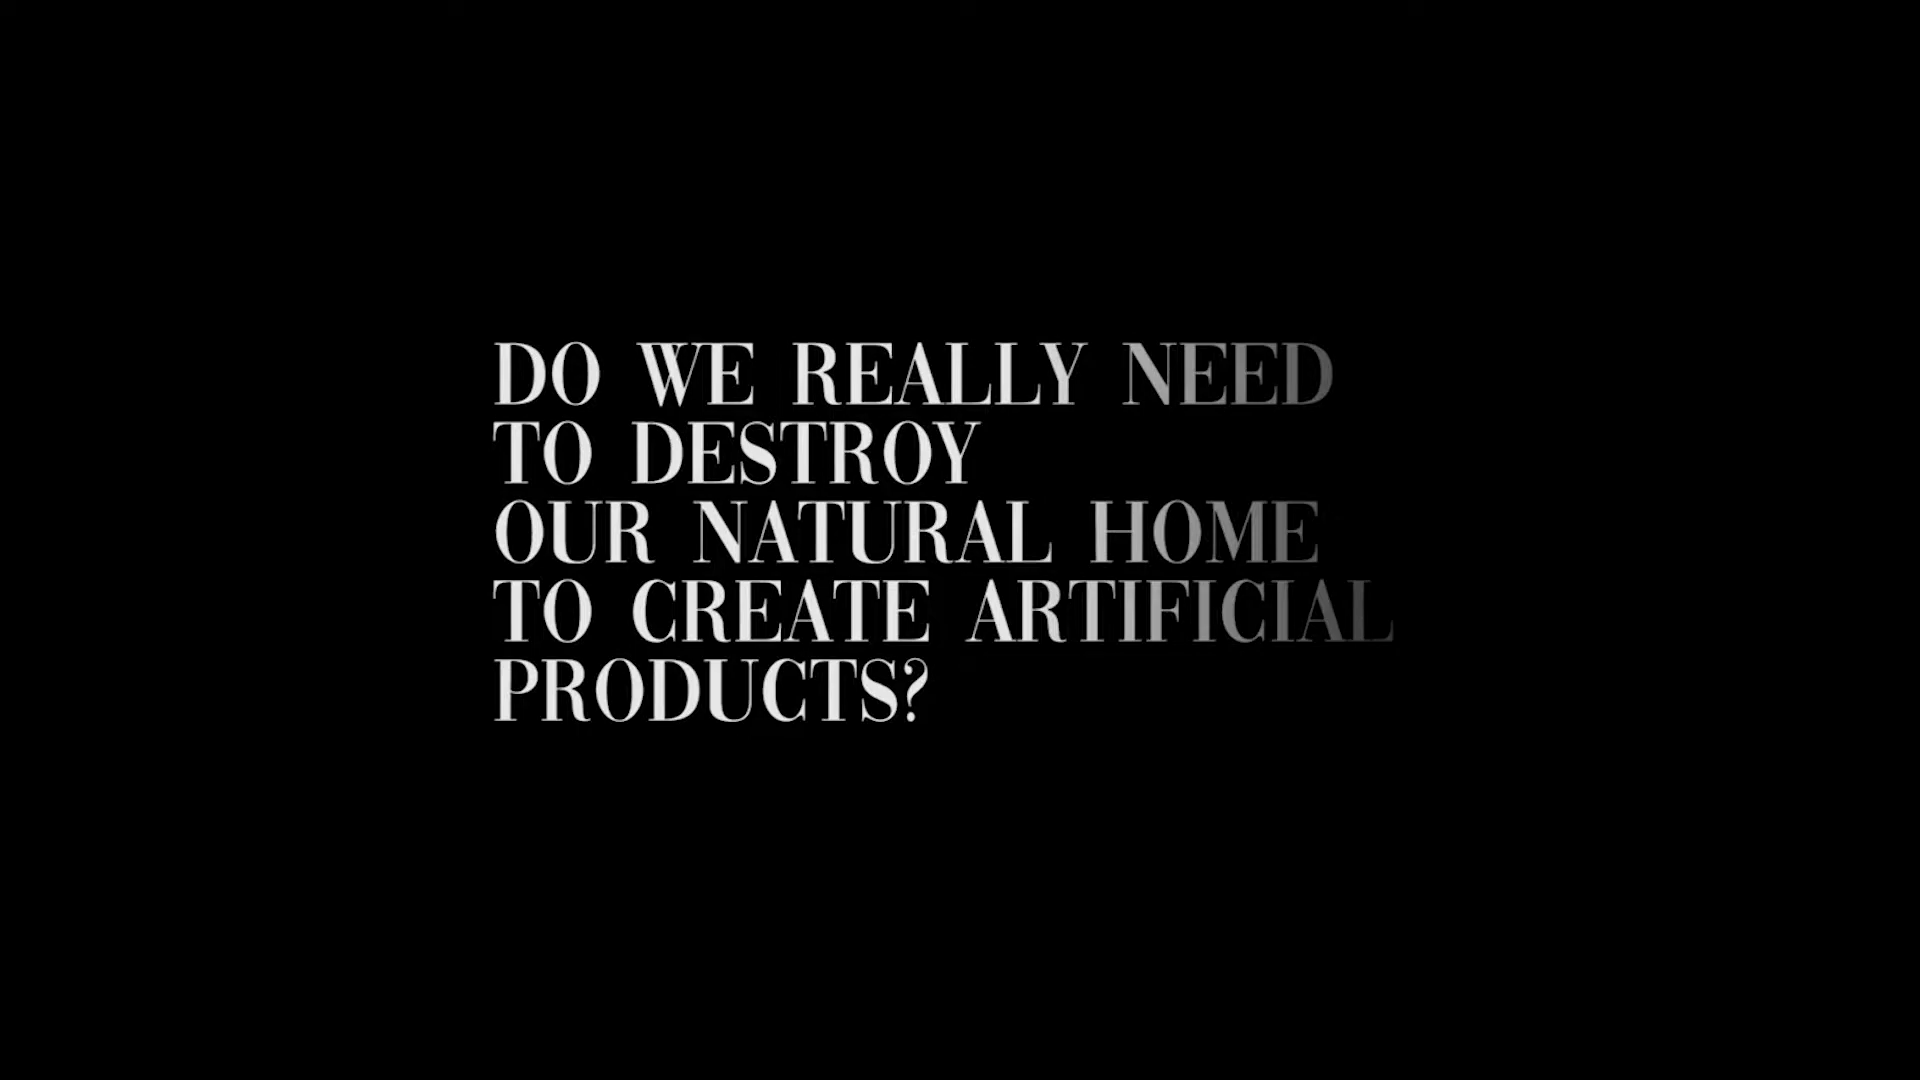 DO WE REALLY NEED
TO DESTROY
OUR NATURAL HOME
TO CREATE ARTIFICIAL
PRODUCTS?